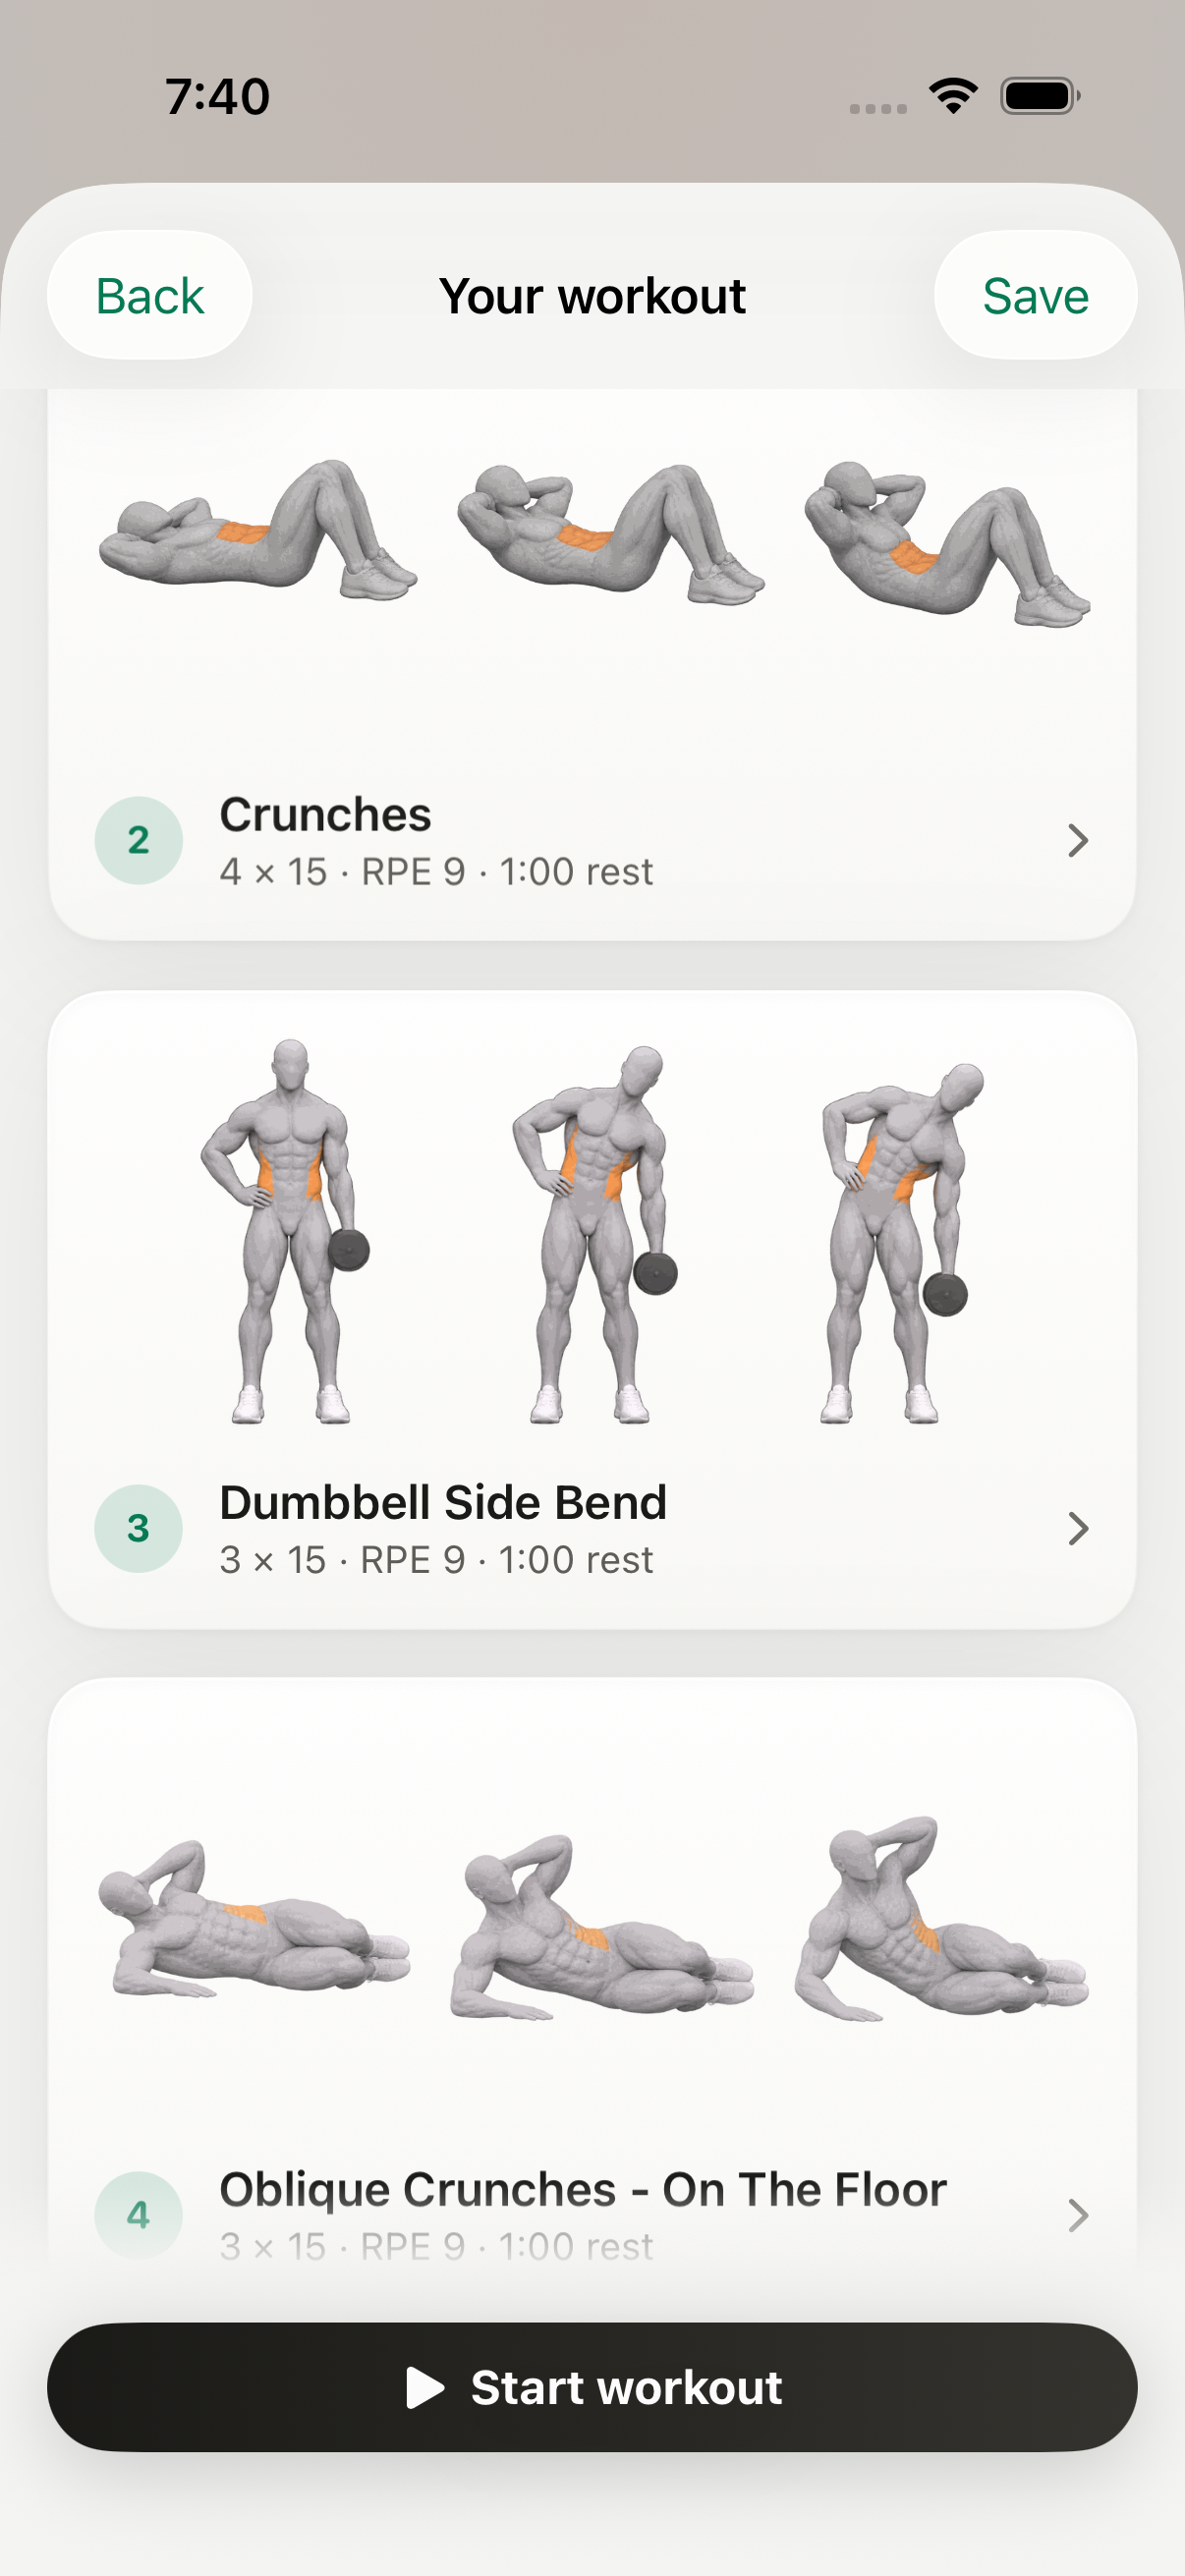 7:40
Back
Your workout
Save
2
Crunches
4 × 15 · RPE 9 · 1:00 rest
3
Dumbbell Side Bend
3 × 15 · RPE 9 · 1:00 rest
4
Oblique Crunches - On The Floor
3 × 15 · RPE 9 · 1:00 rest
Start workout